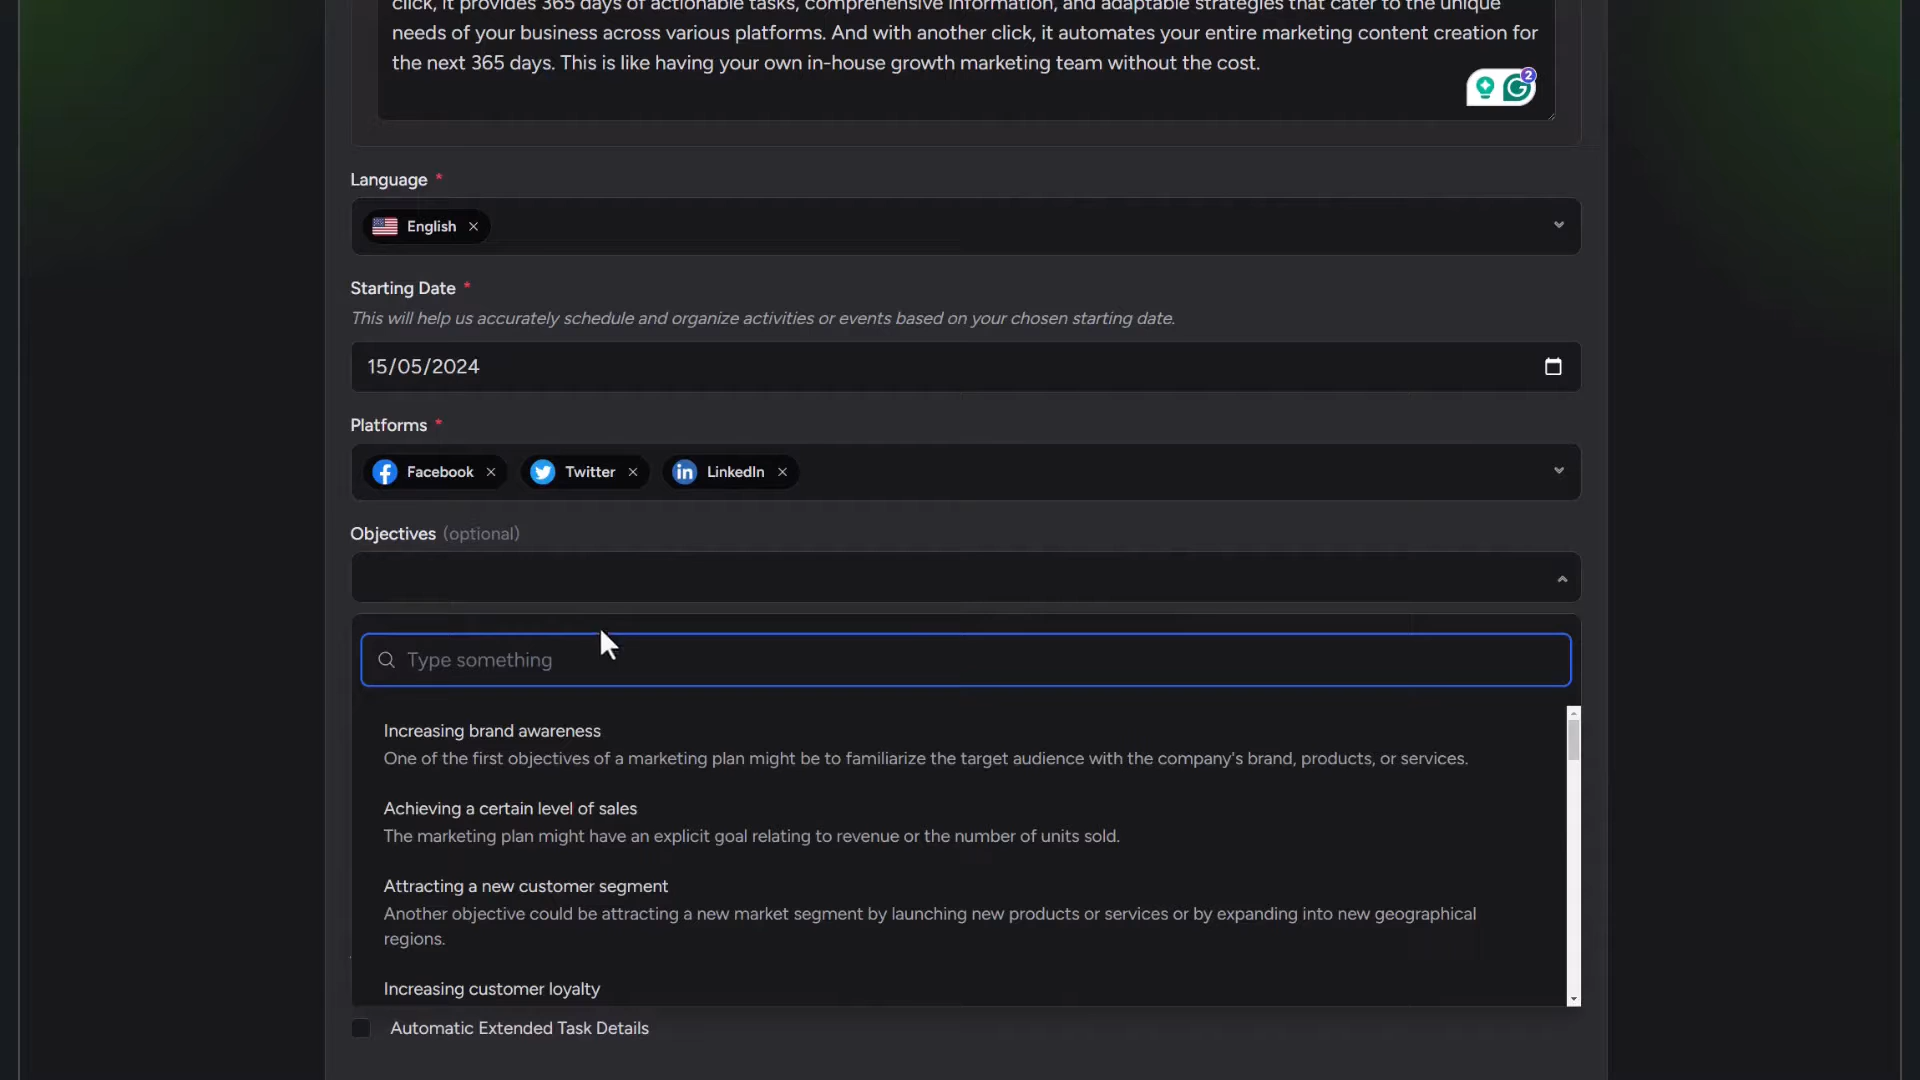 click, it provides 365 days of actionable tasks, comprehensive information, and adaptable strategies that cater to the unique
needs of your business across various platforms. And with another click, it automates your entire marketing content creation for
the next 365 days. This is like having your own in-house growth marketing team without the cost.
2
Language *
English
Starting Date *
This will help us accurately schedule and organize activities or events based on your chosen starting date.
15/05/2024
Platforms *
Facebook Twitter LinkedIn
Objectives (optional)
Type something
Increasing brand awareness
One of the first objectives of a marketing plan might be to familiarize the target audience with the company's brand, products, or services.
Achieving a certain level of sales
The marketing plan might have an explicit goal relating to revenue or the number of units sold.
Attracting a new customer segment
Another objective could be attracting a new market segment by launching new products or services or by expanding into new geographical
regions.
Increasing customer loyalty
Automatic Extended Task Details